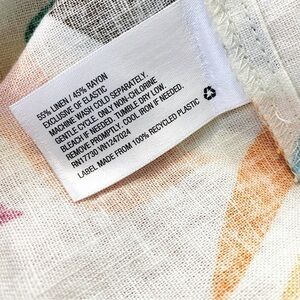 55% LINEN / 45% RAYON
EXCLUSIVE OF ELASTIC
MACHINE WASH COLD SEPARATELY.
GENTLE CYCLE. ONLY NON-CHLORINE
BLEACH IF NEEDED. TUMBLE DRY LOW.
REMOVE PROMPTLY. COOL IRON IF NEEDED.
RN17730 VN1247024
LABEL MADE FROM 100% RECYCLED PLASTIC